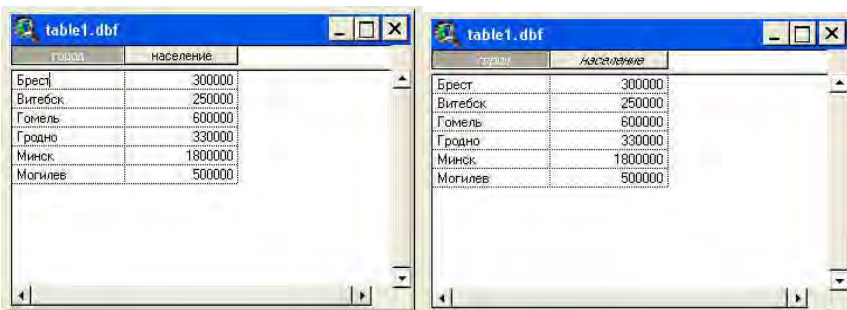 table1.dbf
город население
Брест 300000
Витебск 250000
Гомель 600000
Гродно 330000
Минск 1800000
Могилев 500000
table1.dbf
город население
Брест 300000
Витебск 250000
Гомель 600000
Гродно 330000
Минск 1800000
Могилев 500000